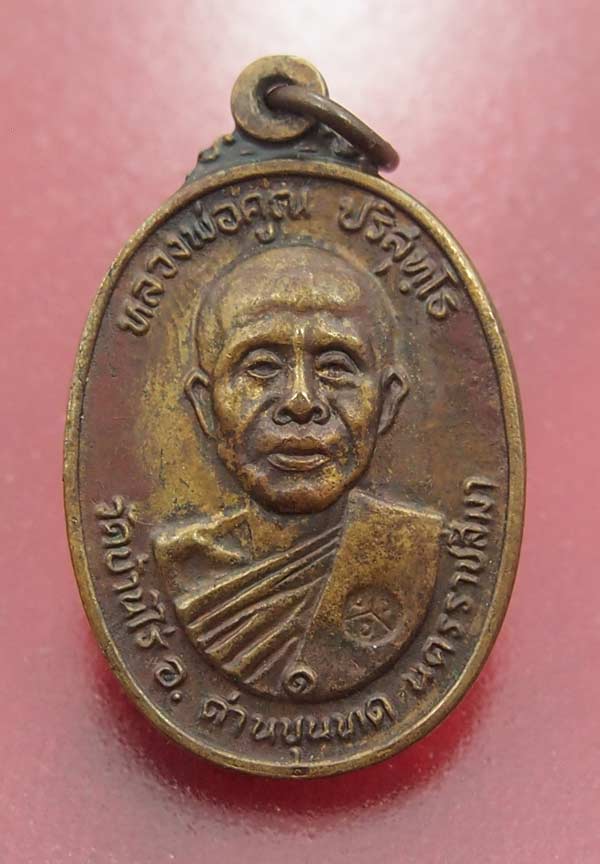 หลวงพ่อคูณ ปริสุทฺโธ
๑
วัดบ้านไร่ อ. ด่านขุนทด นครราชสีมา